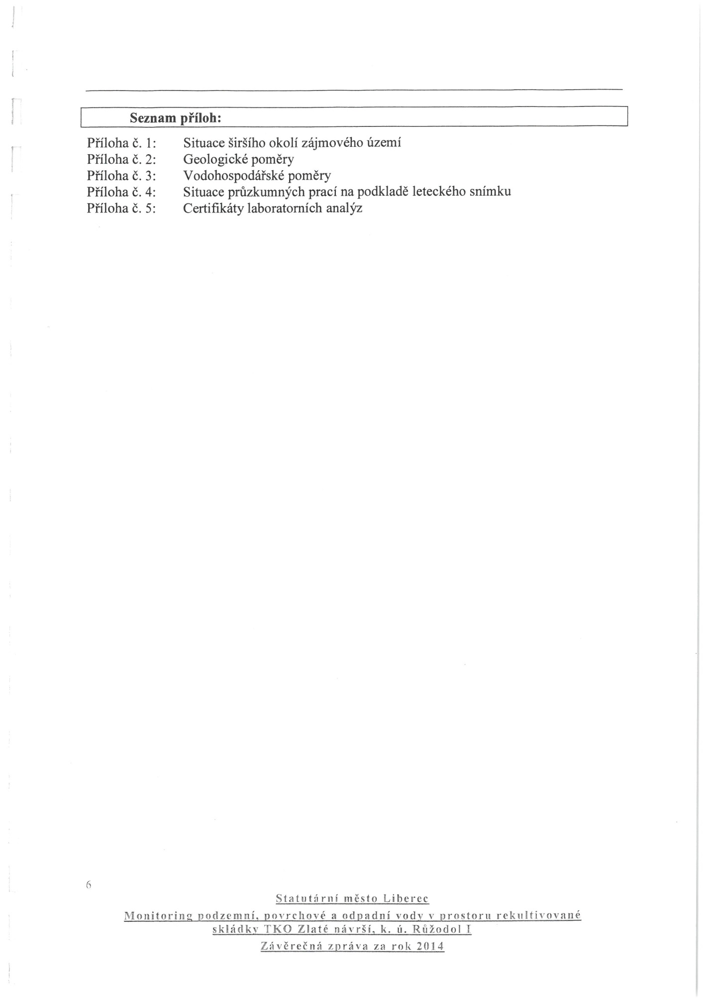 Seznam příloh:
Příloha č. 1: Situace širšího okolí zájmového území
Příloha č. 2: Geologické poměry
Příloha č. 3: Vodohospodářské poměry
Příloha č. 4: Situace průzkumných prací na podkladě leteckého snímku
Příloha č. 5: Certifikáty laboratorních analýz
6
Statutární město Liberec
Monitoring podzemní, povrchové a odpadní vody v prostoru rekultivované
skládky TKO Zlaté návrší, k. ú. Růžodol I
Závěrečná zpráva za rok 2014